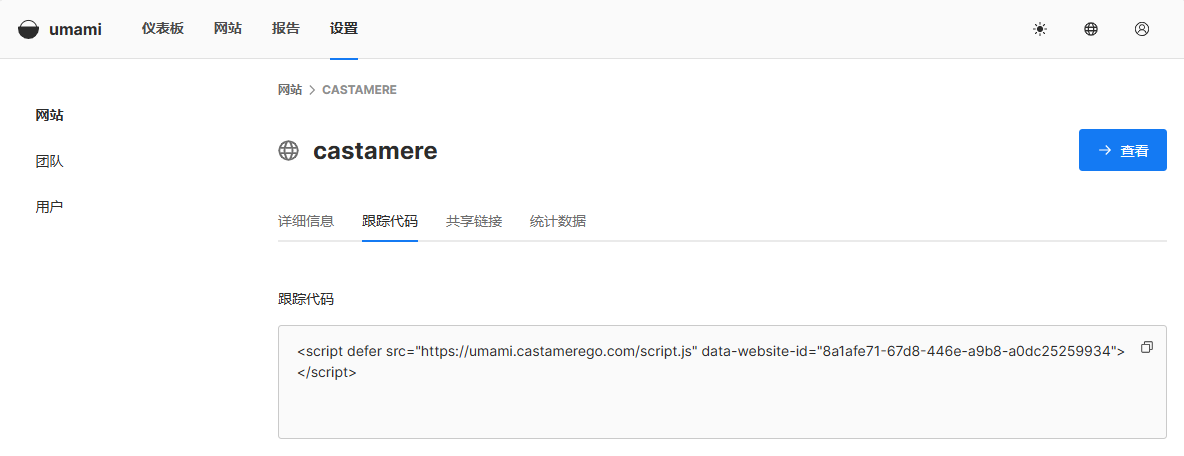 umami 仪表板 网站 报告 设置
网站 > CASTAMERE
网站
团队
用户
castamere
查看
详细信息 跟踪代码 共享链接 统计数据
跟踪代码
<script defer src="https://umami.castamerego.com/script.js" data-website-id="8a1afe71-67d8-446e-a9b8-a0dc25259934">
</script>